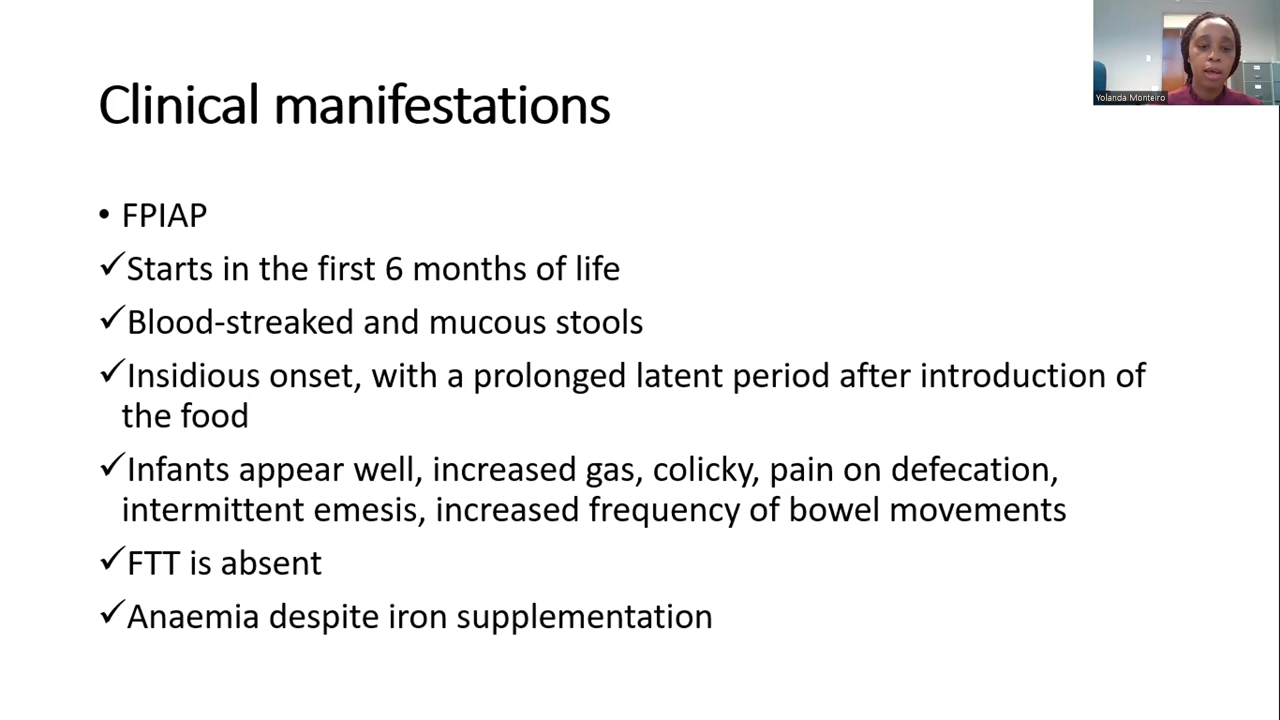 Clinical manifestations
Yolanda Monteiro
• FPIAP
✓Starts in the first 6 months of life
✓Blood-streaked and mucous stools
✓Insidious onset, with a prolonged latent period after introduction of
the food
✓Infants appear well, increased gas, colicky, pain on defecation,
intermittent emesis, increased frequency of bowel movements
✓FTT is absent
✓Anaemia despite iron supplementation